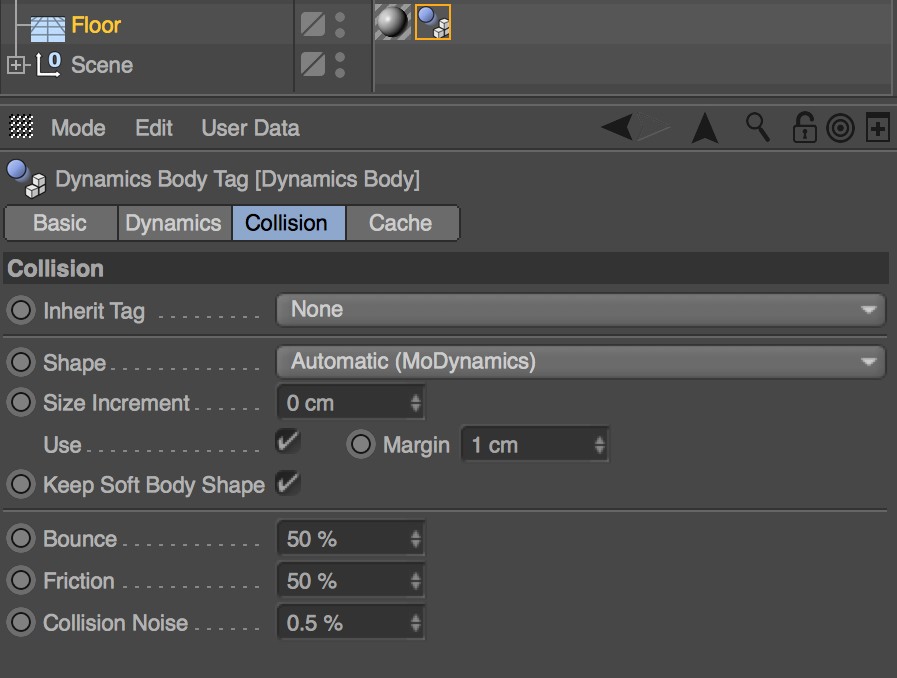 Floor
0 Scene
Mode Edit User Data
Dynamics Body Tag [Dynamics Body]
Basic Dynamics Collision Cache
Collision
Inherit Tag . . . . . . . . . None
Shape . . . . . . . . . . . . . Automatic (MoDynamics)
Size Increment . . . . . . 0 cm
Use . . . . . . . . . . . . . . . Margin 1 cm
Keep Soft Body Shape
Bounce . . . . . . . . . . . . 50 %
Friction . . . . . . . . . . . . 50 %
Collision Noise . . . . . . 0.5 %